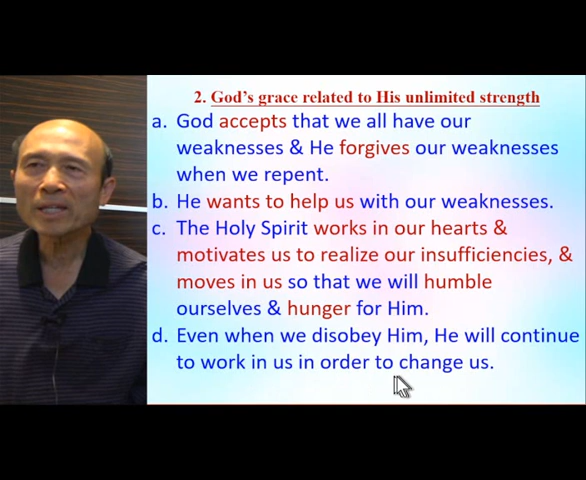 2. God's grace related to His unlimited strength
a. God accepts that we all have our
weaknesses & He forgives our weaknesses
when we repent.
b. He wants to help us with our weaknesses.
c. The Holy Spirit works in our hearts &
motivates us to realize our insufficiencies, &
moves in us so that we will humble
ourselves & hunger for Him.
d. Even when we disobey Him, He will continue
to work in us in order to change us.